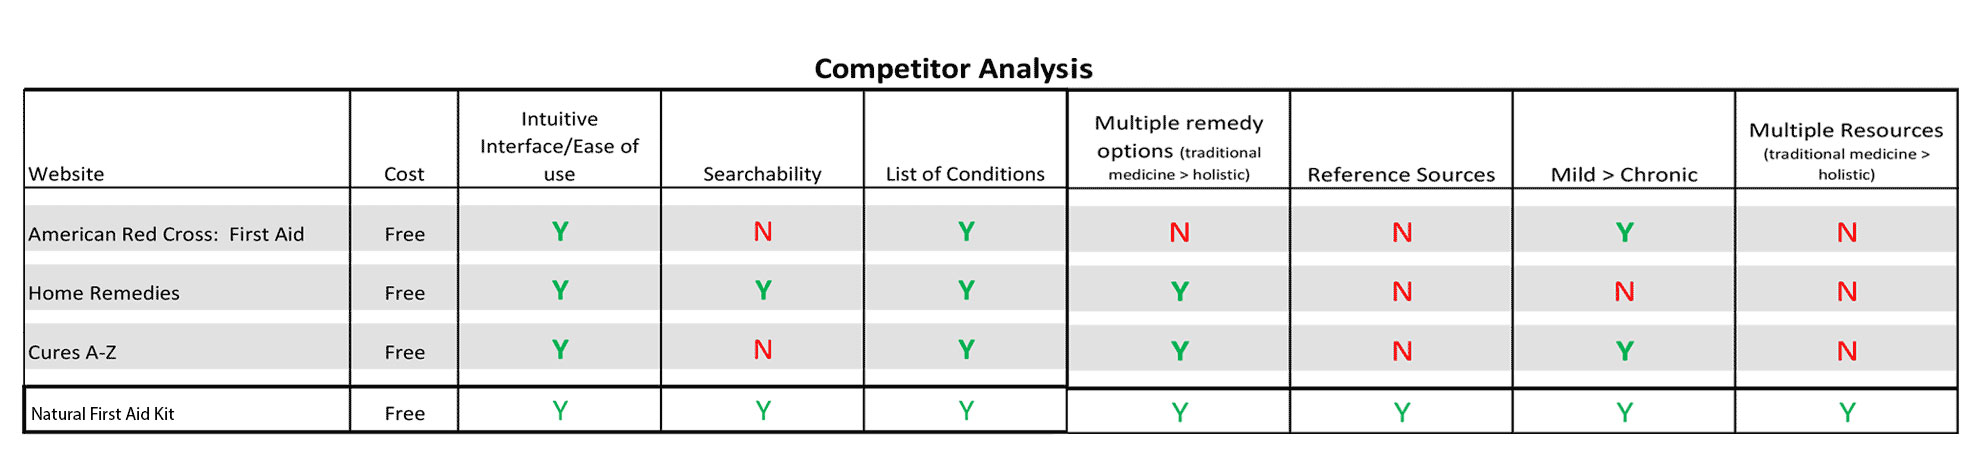 Competitor Analysis
Website
Cost
Intuitive
Interface/Ease of
use
Searchability
List of Conditions
Multiple remedy
options (traditional
medicine > holistic)
Reference Sources
Mild > Chronic
Multiple Resources
(traditional medicine >
holistic)
American Red Cross:  First Aid Free Y N Y N N Y N
Home Remedies Free Y Y Y Y N N N
Cures A-Z Free Y N Y Y N Y N
Natural First Aid Kit Free Y Y Y Y Y Y Y